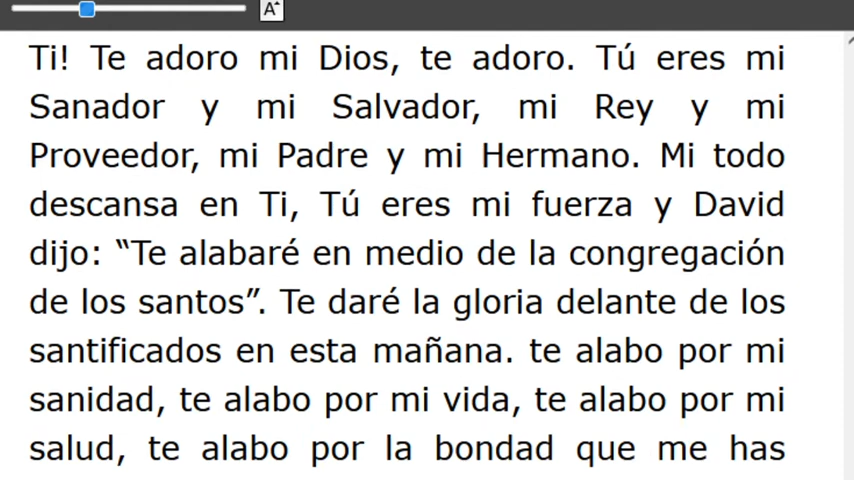 A
Ti! Te adoro mi Dios, te adoro. Tú eres mi
Sanador y mi Salvador, mi Rey y mi
Proveedor, mi Padre y mi Hermano. Mi todo
descansa en Ti, Tú eres mi fuerza y David
dijo: “Te alabaré en medio de la congregación
de los santos”. Te daré la gloria delante de los
santificados en esta mañana. te alabo por mi
sanidad, te alabo por mi vida, te alabo por mi
salud, te alabo por la bondad que me has